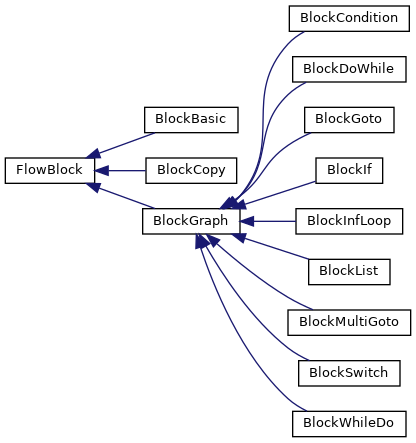 BlockCondition
BlockDoWhile
BlockBasic
BlockGoto
FlowBlock
BlockCopy
BlockIf
BlockGraph
BlockInfLoop
BlockList
BlockMultiGoto
BlockSwitch
BlockWhileDo